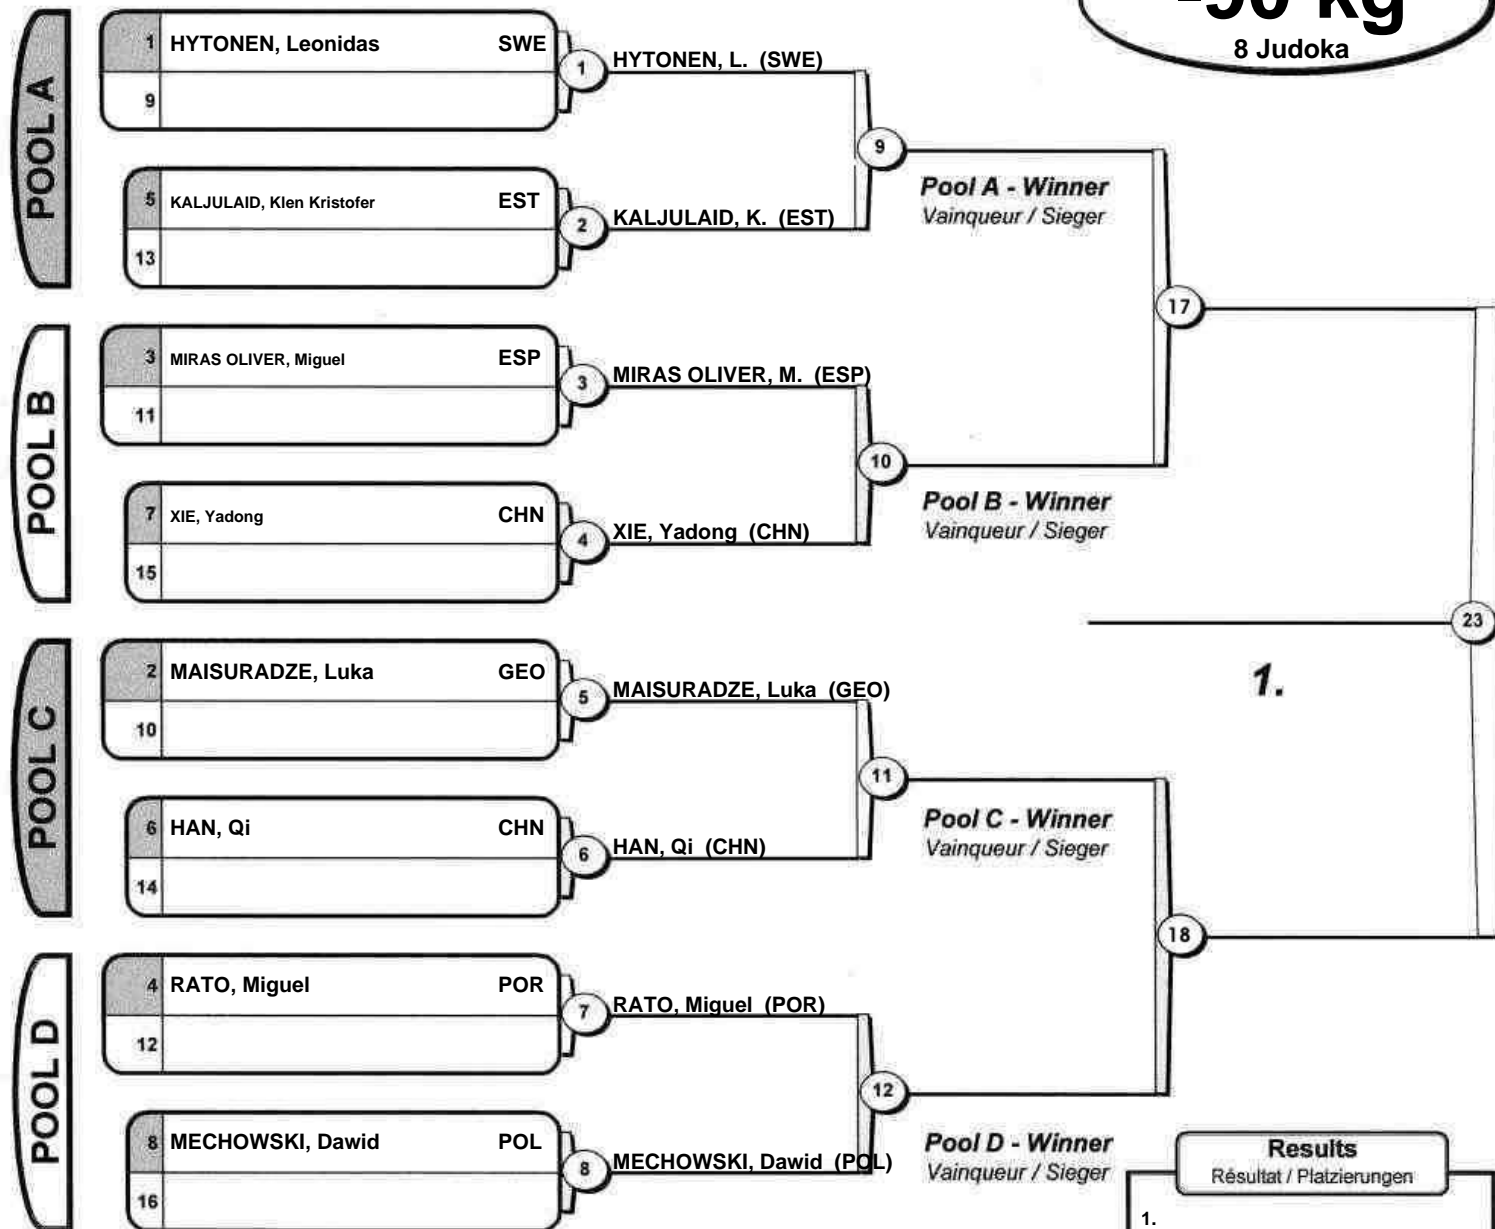 -90 kg
8 Judoka
POOL A
1 HYTONEN, Leonidas SWE
9
1 HYTONEN, L. (SWE)
5 KALJULAID, Klen Kristofer EST
13
2 KALJULAID, K. (EST)
9
Pool A - Winner
Vainqueur / Sieger
POOL B
3 MIRAS OLIVER, Miguel ESP
11
3 MIRAS OLIVER, M. (ESP)
7 XIE, Yadong CHN
15
4 XIE, Yadong (CHN)
10
Pool B - Winner
Vainqueur / Sieger
17
POOL C
2 MAISURADZE, Luka GEO
10
5 MAISURADZE, Luka (GEO)
6 HAN, Qi CHN
14
6 HAN, Qi (CHN)
11
Pool C - Winner
Vainqueur / Sieger
POOL D
4 RATO, Miguel POR
12
7 RATO, Miguel (POR)
8 MECHOWSKI, Dawid POL
16
8 MECHOWSKI, Dawid (POL)
12
Pool D - Winner
Vainqueur / Sieger
18
23
1.
Results
Résultat / Platzierungen
1.